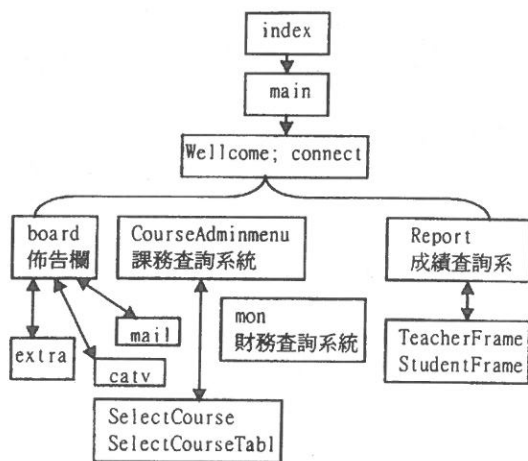 index
main
Wellcome; connect
board
佈告欄
CourseAdminmenu
課務查詢系統
Report
成績查詢系
mail
mon
財務查詢系統
extra
catv
TeacherFrame
StudentFrame
SelectCourse
SelectCourseTabl